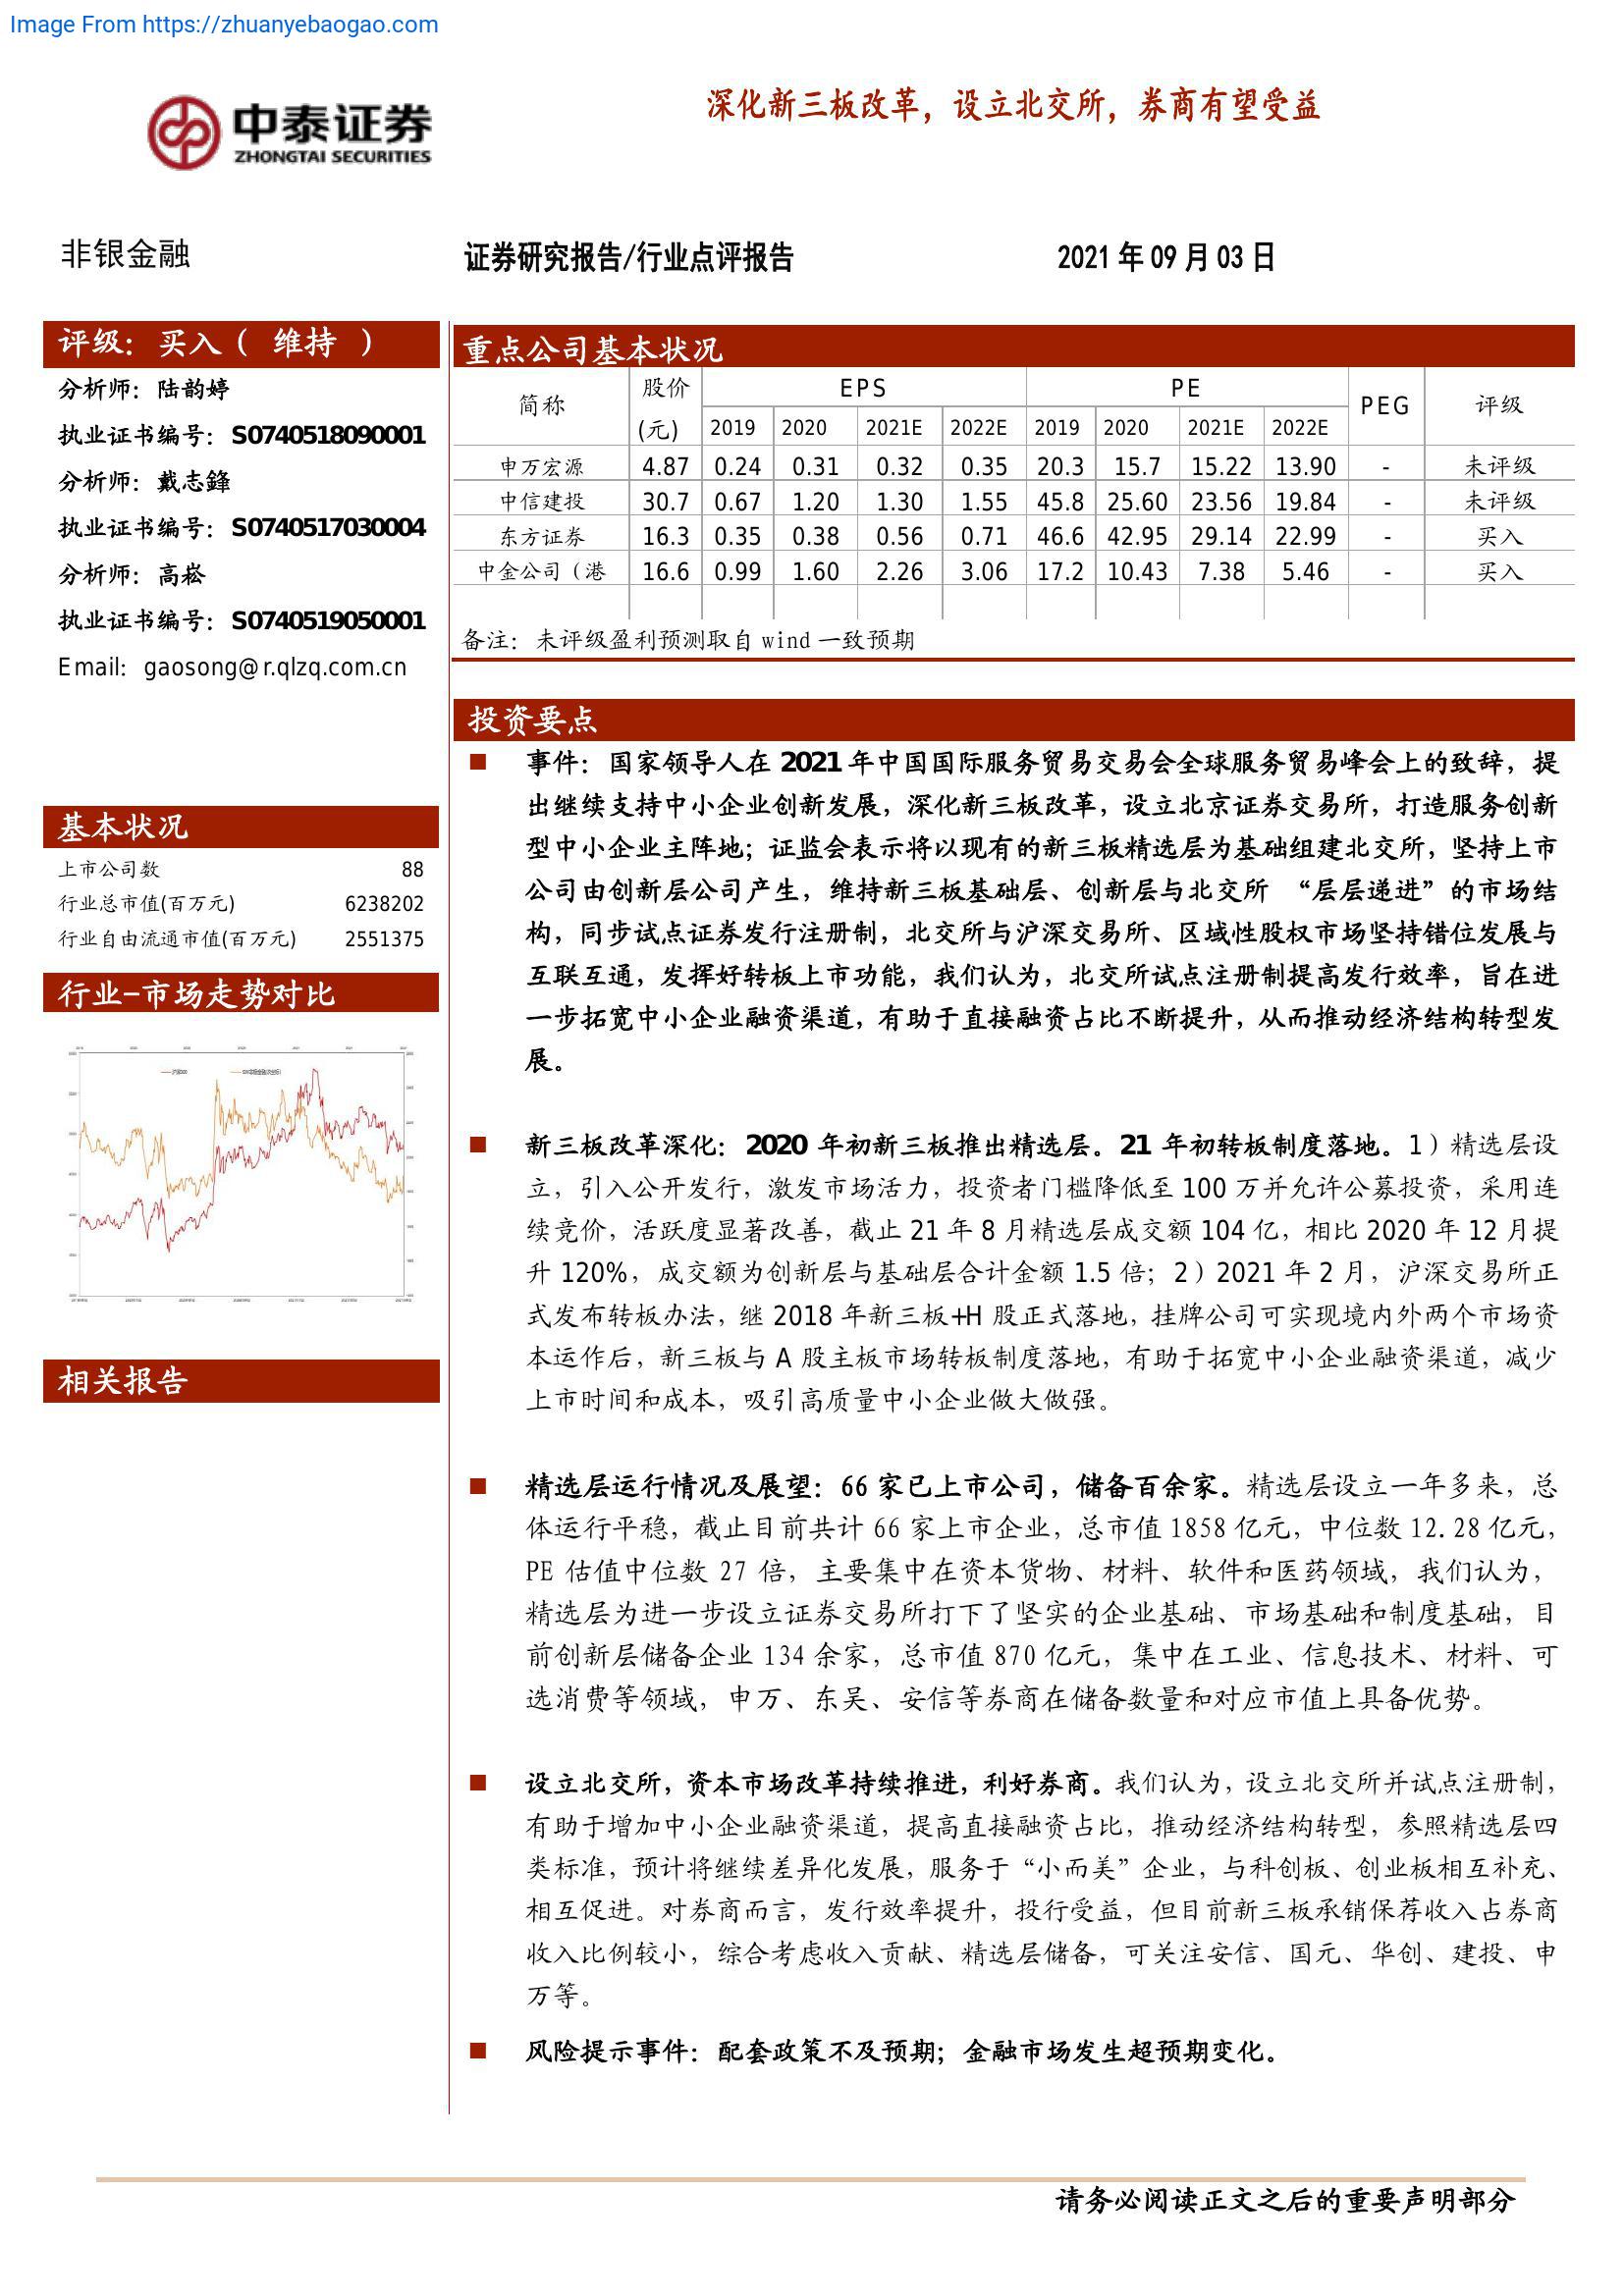 Image From https://zhuanyebaogao.com
中泰证券
ZHONGTAI SECURITIES
深化新三板改革，设立北交所，券商有望受益
非银金融
证券研究报告/行业点评报告
2021 年 09 月 03 日
评级：买入（ 维持 ）
分析师：陆韵婷
执业证书编号：S0740518090001
分析师：戴志鋒
执业证书编号：S0740517030004
分析师：高崧
执业证书编号：S0740519050001
Email：gaosong@r.qlzq.com.cn
基本状况
上市公司数 88
行业总市值(百万元) 6238202
行业自由流通市值(百万元) 2551375
行业-市场走势对比
相关报告
重点公司基本状况
简称 股价 (元) EPS PE PEG 评级
2019 2020 2021E 2022E 2019 2020 2021E 2022E
申万宏源 4.87 0.24 0.31 0.32 0.35 20.3 15.7 15.22 13.90 - 未评级
中信建投 30.7 0.67 1.20 1.30 1.55 45.8 25.60 23.56 19.84 - 未评级
东方证券 16.3 0.35 0.38 0.56 0.71 46.6 42.95 29.14 22.99 - 买入
中金公司（港 16.6 0.99 1.60 2.26 3.06 17.2 10.43 7.38 5.46 - 买入
备注：未评级盈利预测取自 wind 一致预期
投资要点
事件：国家领导人在 2021 年中国国际服务贸易交易会全球服务贸易峰会上的致辞，提
出继续支持中小企业创新发展，深化新三板改革，设立北京证券交易所，打造服务创新
型中小企业主阵地；证监会表示将以现有的新三板精选层为基础组建北交所，坚持上市
公司由创新层公司产生，维持新三板基础层、创新层与北交所 “层层递进”的市场结
构，同步试点证券发行注册制，北交所与沪深交易所、区域性股权市场坚持错位发展与
互联互通，发挥好转板上市功能，我们认为，北交所试点注册制提高发行效率，旨在进
一步拓宽中小企业融资渠道，有助于直接融资占比不断提升，从而推动经济结构转型发
展。
新三板改革深化：2020 年初新三板推出精选层。21 年初转板制度落地。1）精选层设
立，引入公开发行，激发市场活力，投资者门槛降低至 100 万并允许公募投资，采用连
续竞价，活跃度显著改善，截止 21 年 8 月精选层成交额 104 亿，相比 2020 年 12 月提
升 120%，成交额为创新层与基础层合计金额 1.5 倍；2）2021 年 2 月，沪深交易所正
式发布转板办法，继 2018 年新三板+H 股正式落地，挂牌公司可实现境内外两个市场资
本运作后，新三板与 A 股主板市场转板制度落地，有助于拓宽中小企业融资渠道，减少
上市时间和成本，吸引高质量中小企业做大做强。
精选层运行情况及展望：66 家已上市公司，储备百余家。精选层设立一年多来，总
体运行平稳，截止目前共计 66 家上市企业，总市值 1858 亿元，中位数 12.28 亿元，
PE 估值中位数 27 倍，主要集中在资本货物、材料、软件和医药领域，我们认为，
精选层为进一步设立证券交易所打下了坚实的企业基础、市场基础和制度基础，目
前创新层储备企业 134 余家，总市值 870 亿元，集中在工业、信息技术、材料、可
选消费等领域，申万、东吴、安信等券商在储备数量和对应市值上具备优势。
设立北交所，资本市场改革持续推进，利好券商。我们认为，设立北交所并试点注册制，
有助于增加中小企业融资渠道，提高直接融资占比，推动经济结构转型，参照精选层四
类标准，预计将继续差异化发展，服务于“小而美”企业，与科创板、创业板相互补充、
相互促进。对券商而言，发行效率提升，投行受益，但目前新三板承销保荐收入占券商
收入比例较小，综合考虑收入贡献、精选层储备，可关注安信、国元、华创、建投、申
万等。
风险提示事件：配套政策不及预期；金融市场发生超预期变化。
请务必阅读正文之后的重要声明部分